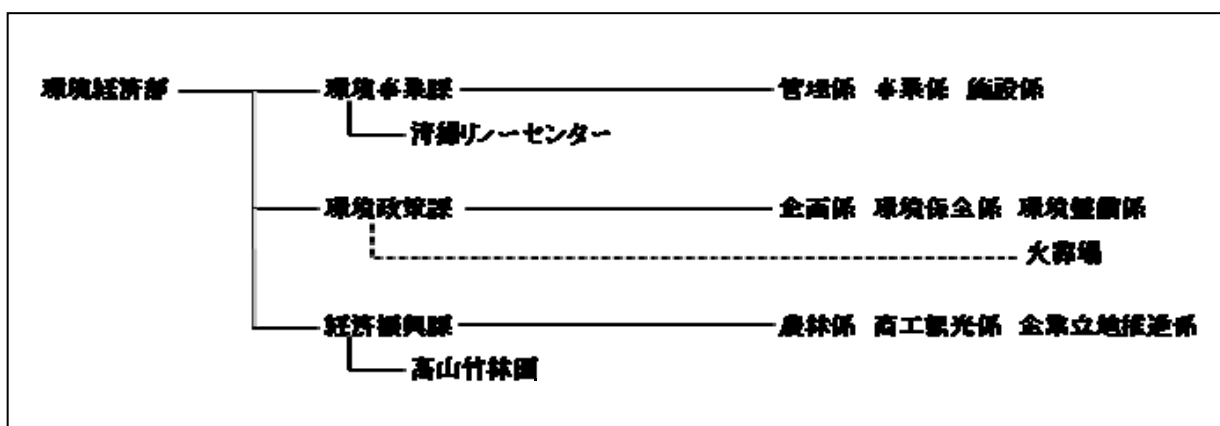 環境経済部 環境事業課 管理係 事業係 施設係
清掃リレーセンター
環境政策課 企画係 環境保全係 環境整備係
火葬場
経済振興課 農林係 商工観光係 企業立地推進係
高山竹林園